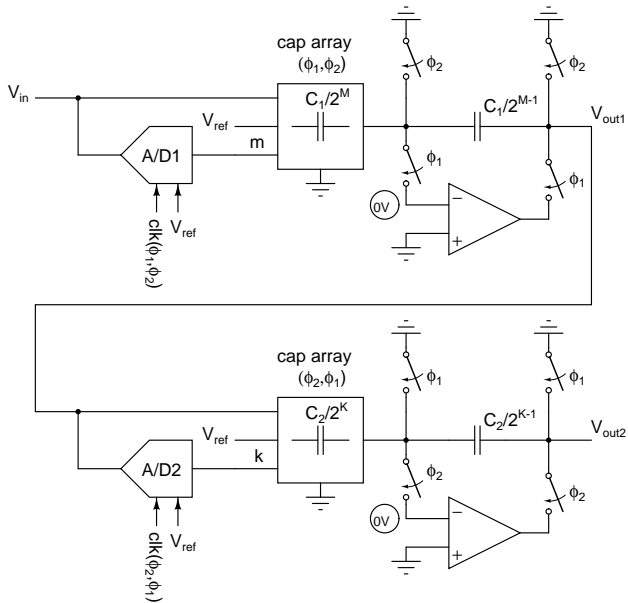 cap array
(ϕ₁,ϕ₂)
ϕ₂
ϕ₂
V_in
C₁/2^M
C₁/2^(M-1)
V_out1
V_ref
A/D1
m
ϕ₁
ϕ₁
0V
−
+
clk(ϕ₁,ϕ₂)
V_ref
cap array
(ϕ₂,ϕ₁)
ϕ₁
ϕ₁
C₂/2^K
C₂/2^(K-1)
V_out2
V_ref
A/D2
k
ϕ₂
ϕ₂
0V
−
+
clk(ϕ₂,ϕ₁)
V_ref